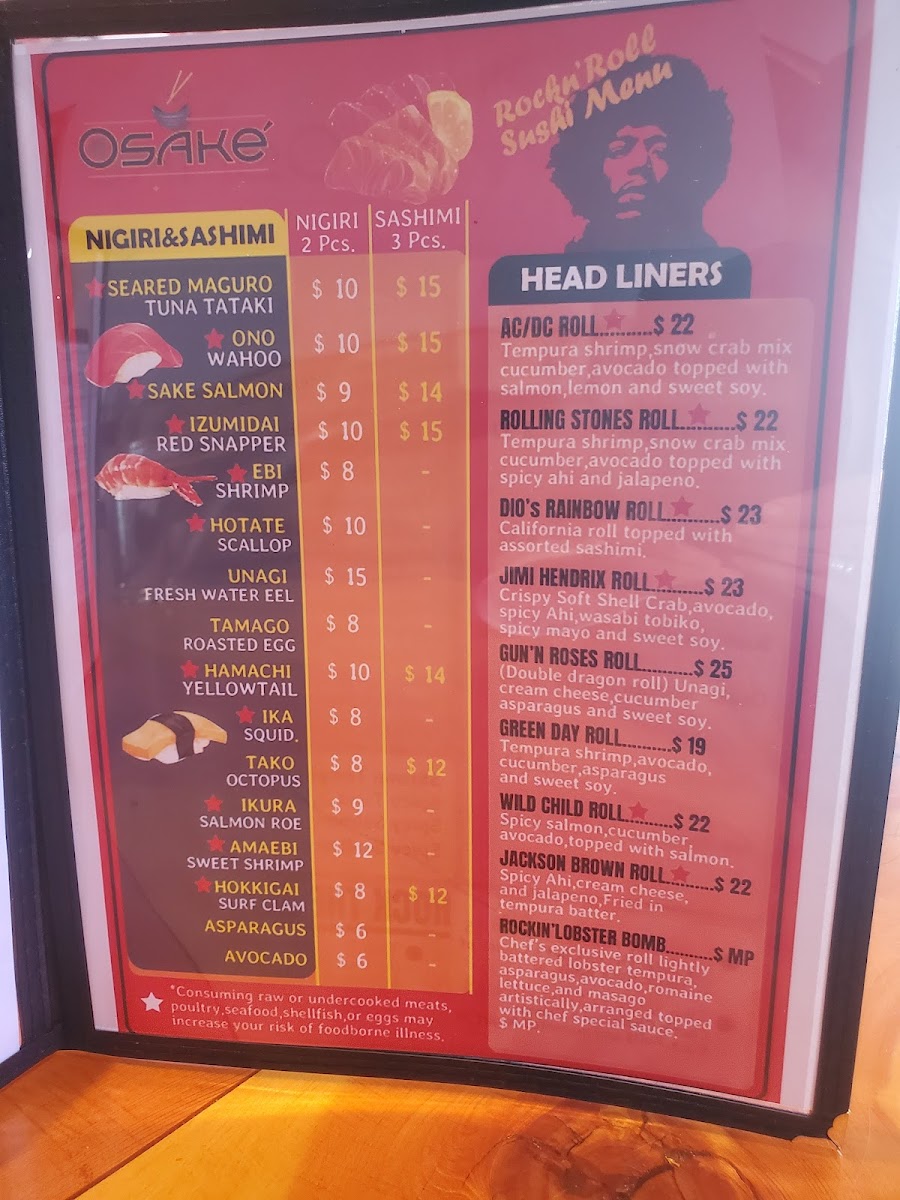 OSAKé
Rockn'Roll
Sushi Menu
NIGIRI&SASHIMI
NIGIRI
2 Pcs.
SASHIMI
3 Pcs.
SEARED MAGURO $ 10 $ 15
TUNA TATAKI
ONO $ 10 $ 15
WAHOO
SAKE SALMON $ 9 $ 14
IZUMIDAI $ 10 $ 15
RED SNAPPER
EBI $ 8 -
SHRIMP
HOTATE $ 10 -
SCALLOP
UNAGI $ 15 -
FRESH WATER EEL
TAMAGO $ 8 -
ROASTED EGG
HAMACHI $ 10 $ 14
YELLOWTAIL
IKA $ 8 -
SQUID.
TAKO $ 8 $ 12
OCTOPUS
IKURA $ 9 -
SALMON ROE
AMAEBI $ 12 -
SWEET SHRIMP
HOKKIGAI $ 8 $ 12
SURF CLAM
ASPARAGUS $ 6 -
AVOCADO $ 6 -
*Consuming raw or undercooked meats,
poultry,seafood,shellfish,or eggs may
increase your risk of foodborne illness.
HEAD LINERS
AC/DC ROLL..........$ 22
Tempura shrimp,snow crab mix
cucumber,avocado topped with
salmon,lemon and sweet soy.
ROLLING STONES ROLL..........$ 22
Tempura shrimp,snow crab mix
cucumber,avocado topped with
spicy ahi and jalapeno.
DIO's RAINBOW ROLL..........$ 23
California roll topped with
assorted sashimi.
JIMI HENDRIX ROLL..........$ 23
Crispy Soft Shell Crab,avocado,
spicy Ahi,wasabi tobiko,
spicy mayo and sweet soy.
GUN'N ROSES ROLL..........$ 25
(Double dragon roll) Unagi,
cream cheese,cucumber
asparagus and sweet soy.
GREEN DAY ROLL..........$ 19
Tempura shrimp,avocado,
cucumber,asparagus
and sweet soy.
WILD CHILD ROLL..........$ 22
Spicy salmon,cucumber,
avocado,topped with salmon.
JACKSON BROWN ROLL..........$ 22
Spicy Ahi,cream cheese,
and jalapeno,Fried in
tempura batter.
ROCKIN'LOBSTER BOMB..........$ MP
Chef's exclusive roll lightly
battered lobster tempura,
asparagus,avocado,romaine
lettuce,and masago
artistically,arranged topped
with chef special sauce.
$ MP.